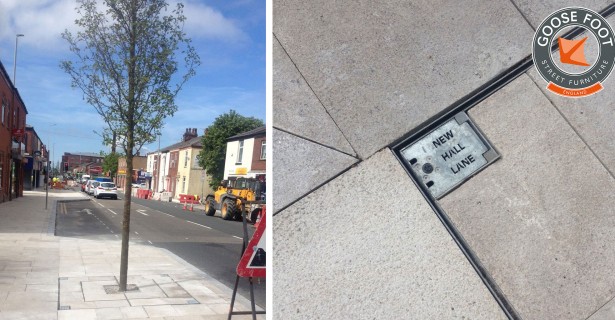 GOOSE FOOT
STREET FURNITURE
ENGLAND
NEW
HALL
LANE